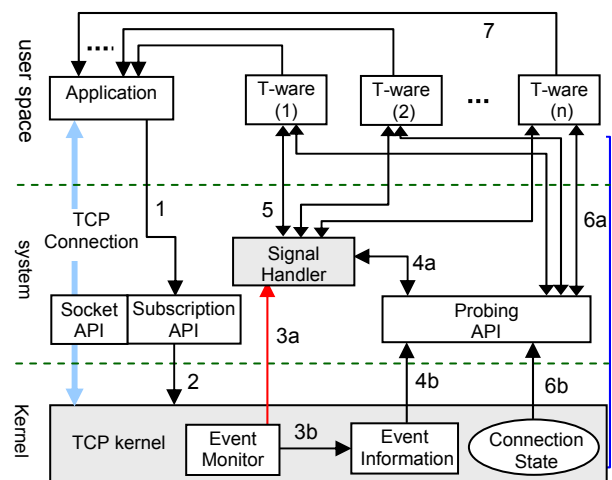 7
.....
user space
Application
T-ware
(1)
T-ware
(2)
...
T-ware
(n)
1
5
6a
TCP
Connection
system
Signal
Handler
4a
Socket
API
Subscription
API
Probing
API
3a
2
4b
6b
Kernel
TCP kernel
Event
Monitor
3b
Event
Information
Connection
State